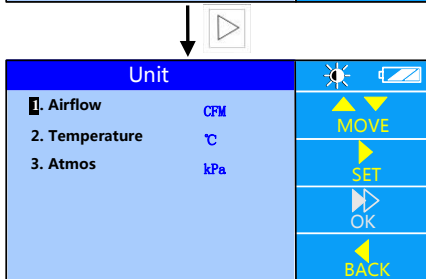 Unit
1. Airflow CFM
2. Temperature ℃
3. Atmos kPa
MOVE
SET
OK
BACK